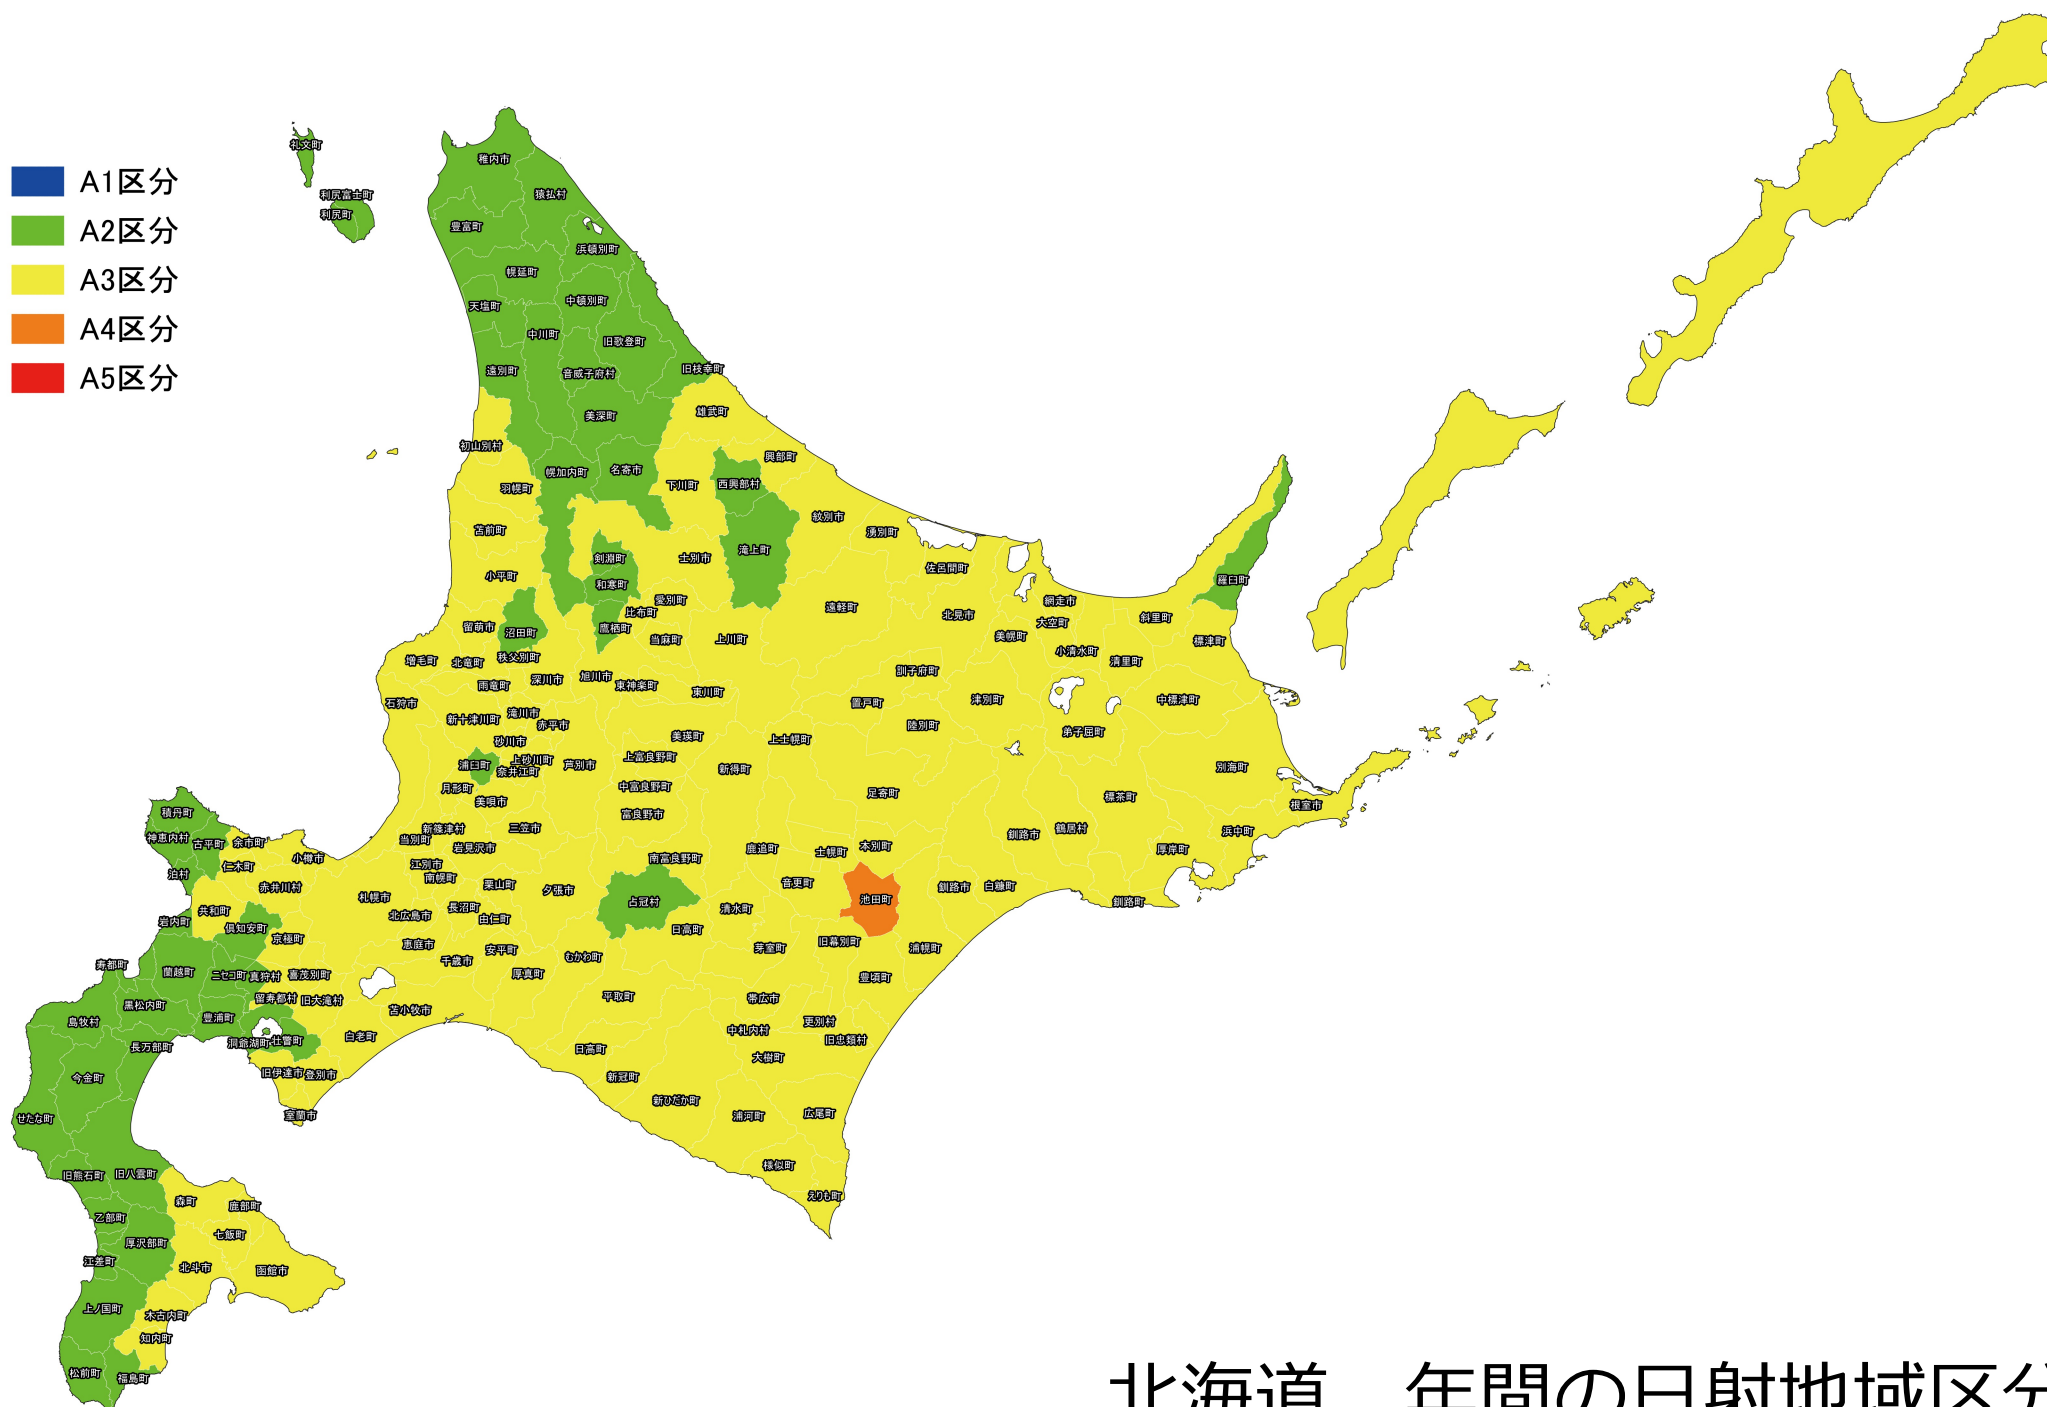 A1区分
A2区分
A3区分
A4区分
A5区分
礼文町
利尻富士町
利尻町
稚内市
猿払村
豊富町
浜頓別町
幌延町
天塩町
中頓別町
中川町
旧歌登町
遠別町
音威子府村
旧枝幸町
美深町
雄武町
初山別村
興部町
幌加内町
名寄市
下川町
西興部村
羽幌町
紋別市
湧別町
苫前町
滝上町
剣淵町
士別市
佐呂間町
小平町
和寒町
愛別町
比布町
遠軽町
網走市
羅臼町
留萌市
沼田町
鷹栖町
当麻町
上川町
北見市
美幌町
大空町
斜里町
標津町
小清水町
清里町
増毛町
北竜町
秩父別町
訓子府町
雨竜町
深川市
旭川市
東神楽町
東川町
石狩市
置戸町
津別町
中標津町
新十津川町
滝川市
赤平市
陸別町
弟子屈町
砂川市
美瑛町
上士幌町
浦臼町
上砂川町
奈井江町
芦別市
上富良野町
新得町
別海町
月形町
美唄市
中富良野町
足寄町
標茶町
根室市
積丹町
富良野市
神恵内村
古平町
余市町
新篠津村
当別町
三笠市
釧路市
鶴居村
浜中町
岩見沢市
小樽市
仁木町
泊村
南富良野町
鹿追町
士幌町
本別町
厚岸町
江別市
南幌町
赤井川村
栗山町
夕張市
音更町
釧路市
白糠町
札幌市
占冠村
池田町
釧路町
共和町
岩内町
倶知安町
北広島市
長沼町
由仁町
清水町
日高町
京極町
恵庭市
安平町
むかわ町
芽室町
旧幕別町
浦幌町
寿都町
蘭越町
ニセコ町
真狩村
喜茂別町
千歳市
厚真町
豊頃町
黒松内町
留寿都村
旧大滝村
苫小牧市
平取町
帯広市
島牧村
豊浦町
白老町
中札内村
更別村
旧忠類村
長万部町
洞爺湖町
壮瞥町
日高町
大樹町
今金町
旧伊達市
登別市
新冠町
せたな町
室蘭市
新ひだか町
浦河町
広尾町
旧熊石町
旧八雲町
様似町
えりも町
森町
鹿部町
乙部町
七飯町
厚沢部町
江差町
北斗市
函館市
上ノ国町
木古内町
知内町
松前町
福島町
北海道 年間の日射地域区分